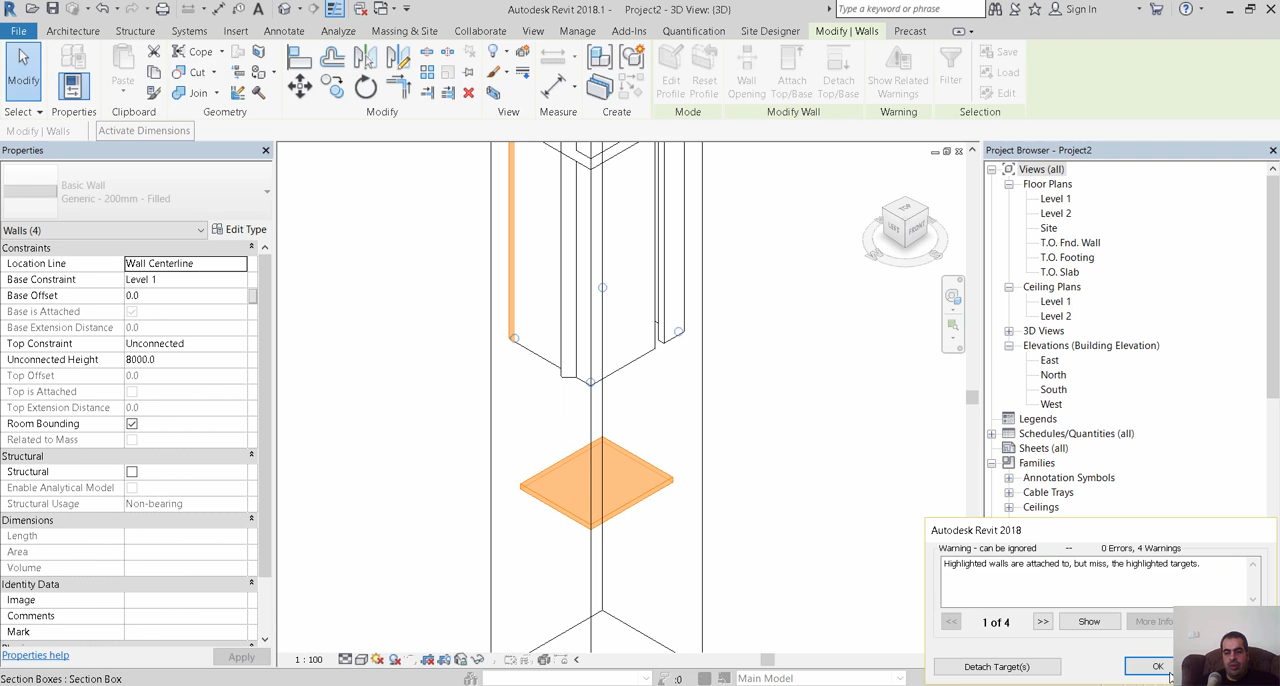 Autodesk Revit 2018.1 - Project2 - 3D View: {3D}
Type a keyword or phrase
Sign In
File
Architecture
Structure
Systems
Insert
Annotate
Analyze
Massing & Site
Collaborate
View
Manage
Add-Ins
Quantification
Site Designer
Modify | Walls
Precast
Modify
Paste
Cope
Cut
Join
Edit Profile
Reset Profile
Wall Opening
Attach Top/Base
Detach Top/Base
Show Related Warnings
Filter
Save
Load
Edit
Select
Properties
Clipboard
Geometry
Modify
View
Measure
Create
Mode
Modify Wall
Warning
Selection
Modify | Walls
Activate Dimensions
Properties
Basic Wall
Generic - 200mm - Filled
Walls (4)
Edit Type
Constraints
Location Line Wall Centerline
Base Constraint Level 1
Base Offset 0.0
Base is Attached
Base Extension Distance 0.0
Top Constraint Unconnected
Unconnected Height 8000.0
Top Offset 0.0
Top is Attached
Top Extension Distance 0.0
Room Bounding
Related to Mass
Structural
Structural
Enable Analytical Model
Structural Usage Non-bearing
Dimensions
Length
Area
Volume
Identity Data
Image
Comments
Mark
Properties help
Apply
Section Boxes : Section Box
TOP
LEFT
FRONT
1 : 100
:0
Main Model
Project Browser - Project2
Views (all)
Floor Plans
Level 1
Level 2
Site
T.O. Fnd. Wall
T.O. Footing
T.O. Slab
Ceiling Plans
Level 1
Level 2
3D Views
Elevations (Building Elevation)
East
North
South
West
Legends
Schedules/Quantities (all)
Sheets (all)
Families
Annotation Symbols
Cable Trays
Ceilings
Autodesk Revit 2018
Warning - can be ignored -- 0 Errors, 4 Warnings
Highlighted walls are attached to, but miss, the highlighted targets.
<< 1 of 4 >> Show More Info
Detach Target(s)
OK